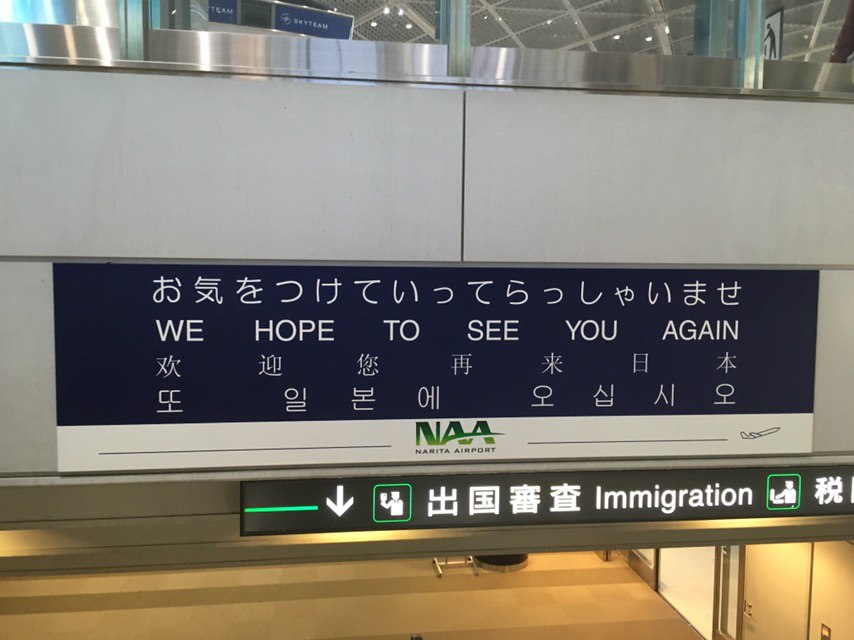 TEAM
SKYTEAM
お気をつけていってらっしゃいませ
WE HOPE TO SEE YOU AGAIN
欢迎您再来日本
또 일본에 오십시오
NAA
NARITA AIRPORT
出国審査 Immigration 税